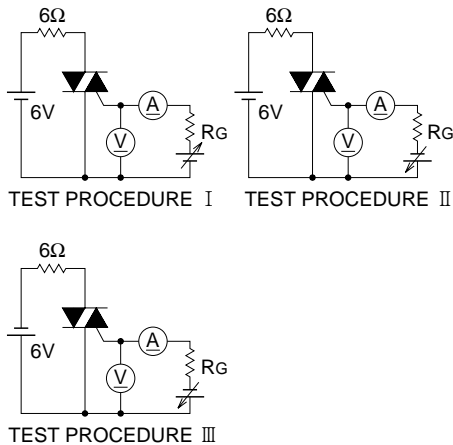 6Ω
6V
A
V
RG
TEST PROCEDURE Ⅰ
6Ω
6V
A
V
RG
TEST PROCEDURE Ⅱ
6Ω
6V
A
V
RG
TEST PROCEDURE Ⅲ